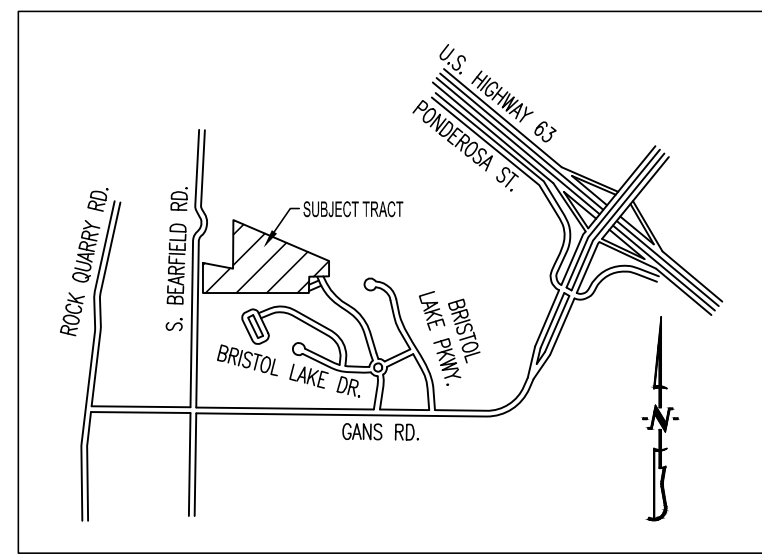 U.S. HIGHWAY 63
PONDEROSA ST.
ROCK QUARRY RD.
S. BEARFIELD RD.
SUBJECT TRACT
BRISTOL
LAKE PKWY.
BRISTOL LAKE DR.
GANS RD.
-N-